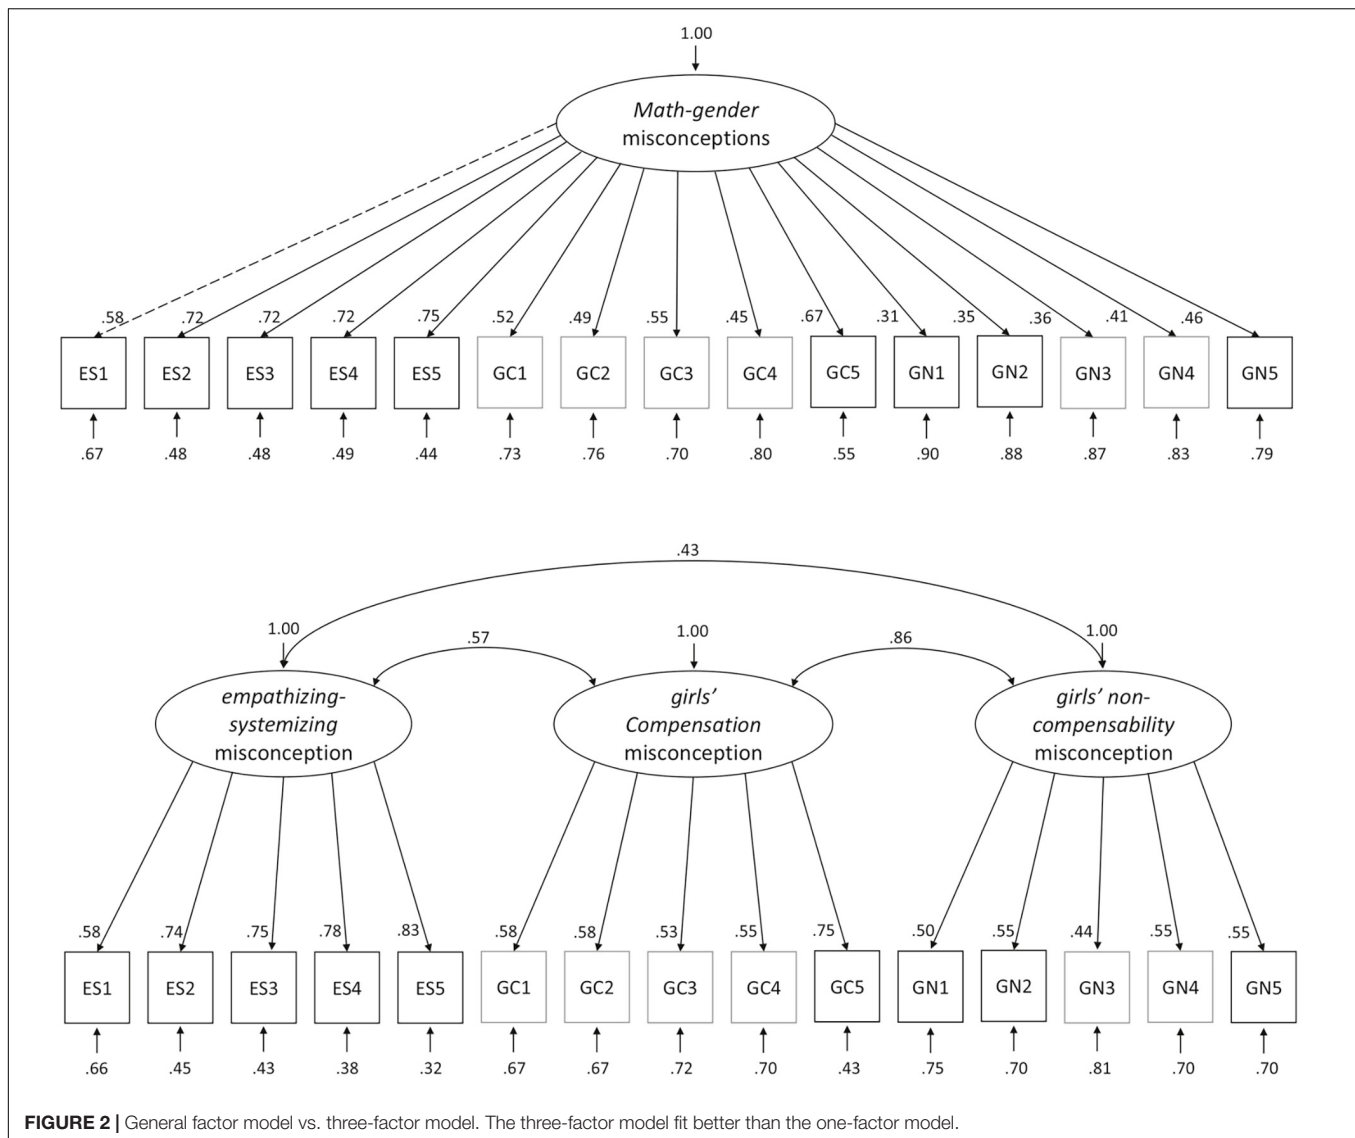 1.00
Math-gender
misconceptions
.58 .72 .72 .72 .75 .52 .49 .55 .45 .67 .31 .35 .36 .41 .46
ES1 ES2 ES3 ES4 ES5 GC1 GC2 GC3 GC4 GC5 GN1 GN2 GN3 GN4 GN5
.67 .48 .48 .49 .44 .73 .76 .70 .80 .55 .90 .88 .87 .83 .79
.43
1.00 .57 1.00 .86 1.00
empathizing-
systemizing
misconception
girls’
Compensation
misconception
girls’ non-
compensability
misconception
.58 .74 .75 .78 .83 .58 .58 .53 .55 .75 .50 .55 .44 .55 .55
ES1 ES2 ES3 ES4 ES5 GC1 GC2 GC3 GC4 GC5 GN1 GN2 GN3 GN4 GN5
.66 .45 .43 .38 .32 .67 .67 .72 .70 .43 .75 .70 .81 .70 .70
FIGURE 2 | General factor model vs. three-factor model. The three-factor model fit better than the one-factor model.